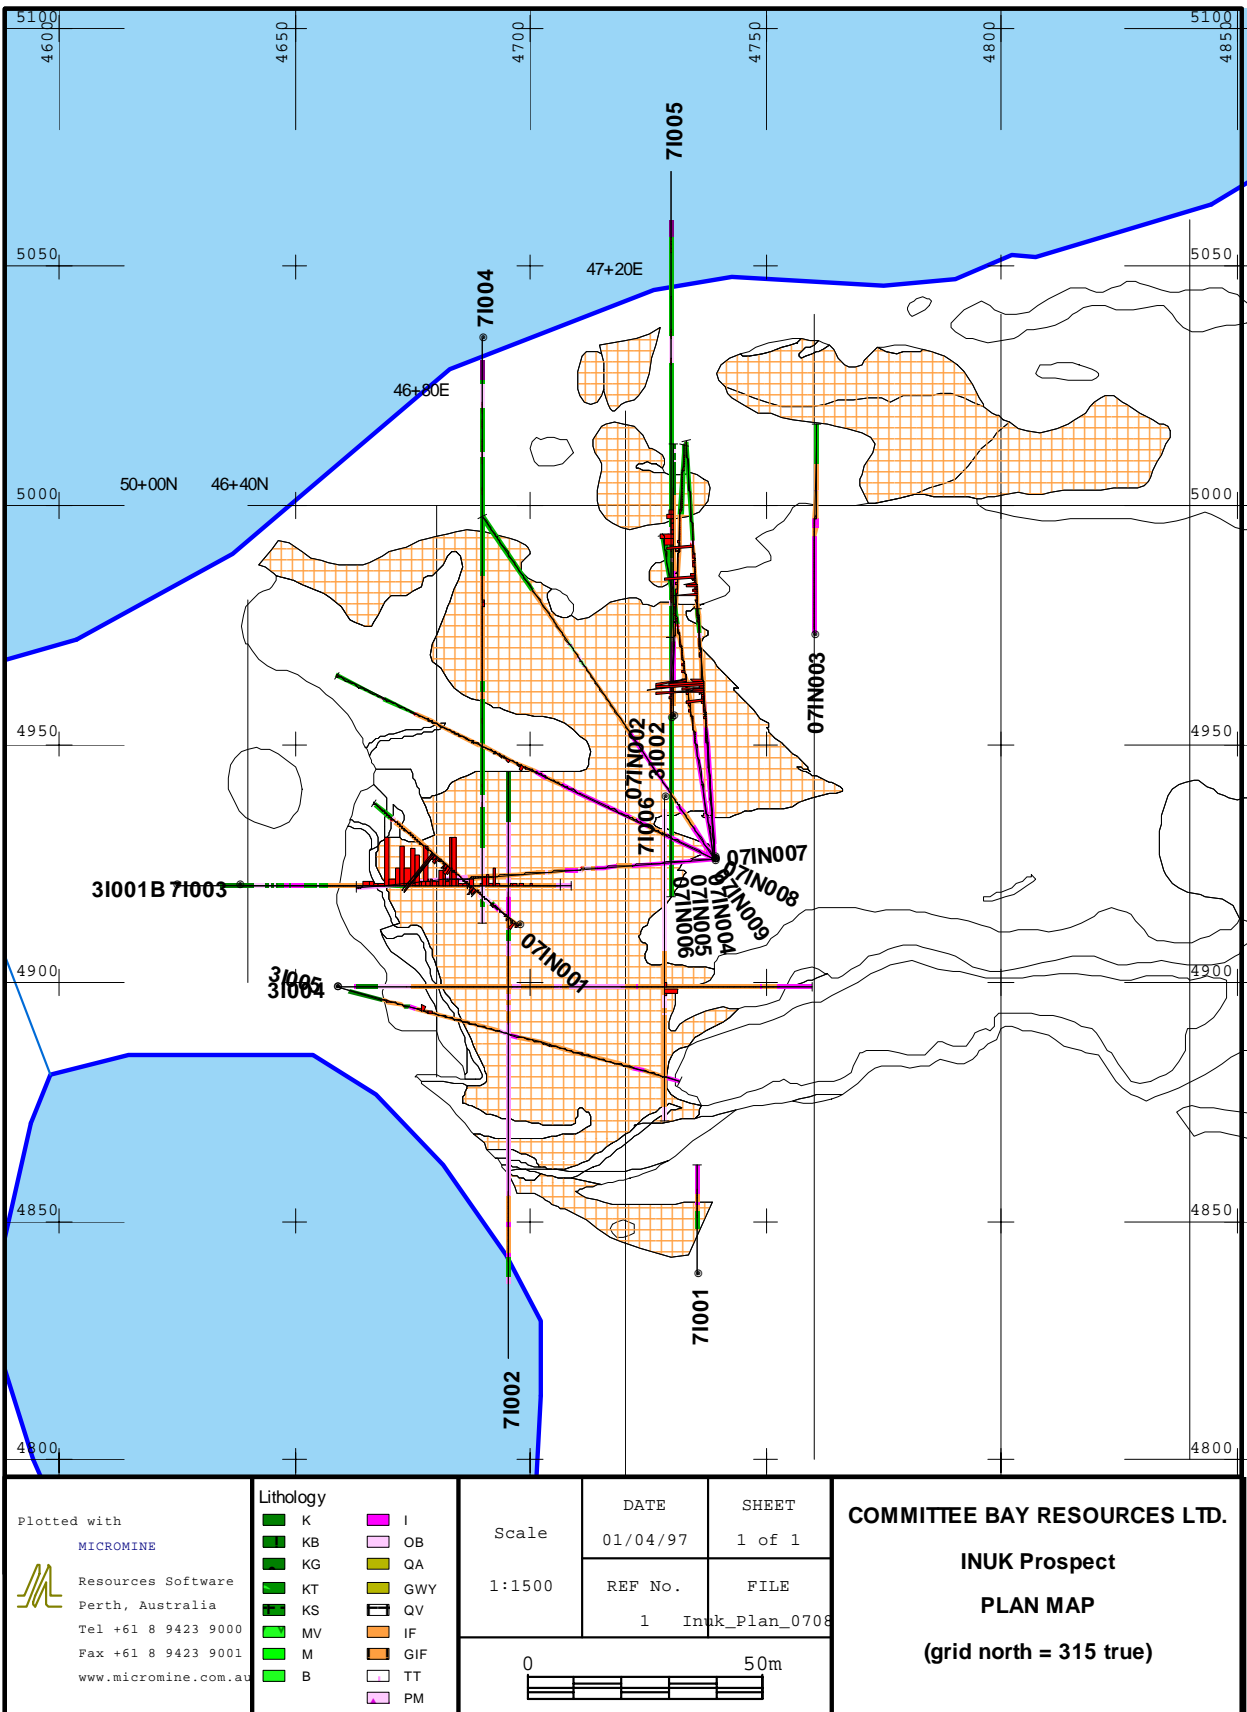 5100
4600
4650
4700
4750
4800
5100
4850
7I005
5050
47+20E
5050
7I004
46+80E
50+00N
46+40N
5000
5000
07IN003
4950
07IN002
3I002
4950
7I006
07IN007
07IN008
07IN009
07IN004
07IN005
07IN006
3I001B
7I003
07IN001
3I005
3I004
4900
4900
4850
4850
7I001
7I002
4800
4800
Plotted with
MICROMINE
Resources Software
Perth, Australia
Tel +61 8 9423 9000
Fax +61 8 9423 9001
www.micromine.com.au
Lithology
K
KB
KG
KT
KS
MV
M
B
I
OB
QA
GWY
QV
IF
GIF
TT
PM
Scale
1:1500
DATE
01/04/97
SHEET
1 of 1
REF No.
1
FILE
Inuk_Plan_0708
0 50m
COMMITTEE BAY RESOURCES LTD.
INUK Prospect
PLAN MAP
(grid north = 315 true)